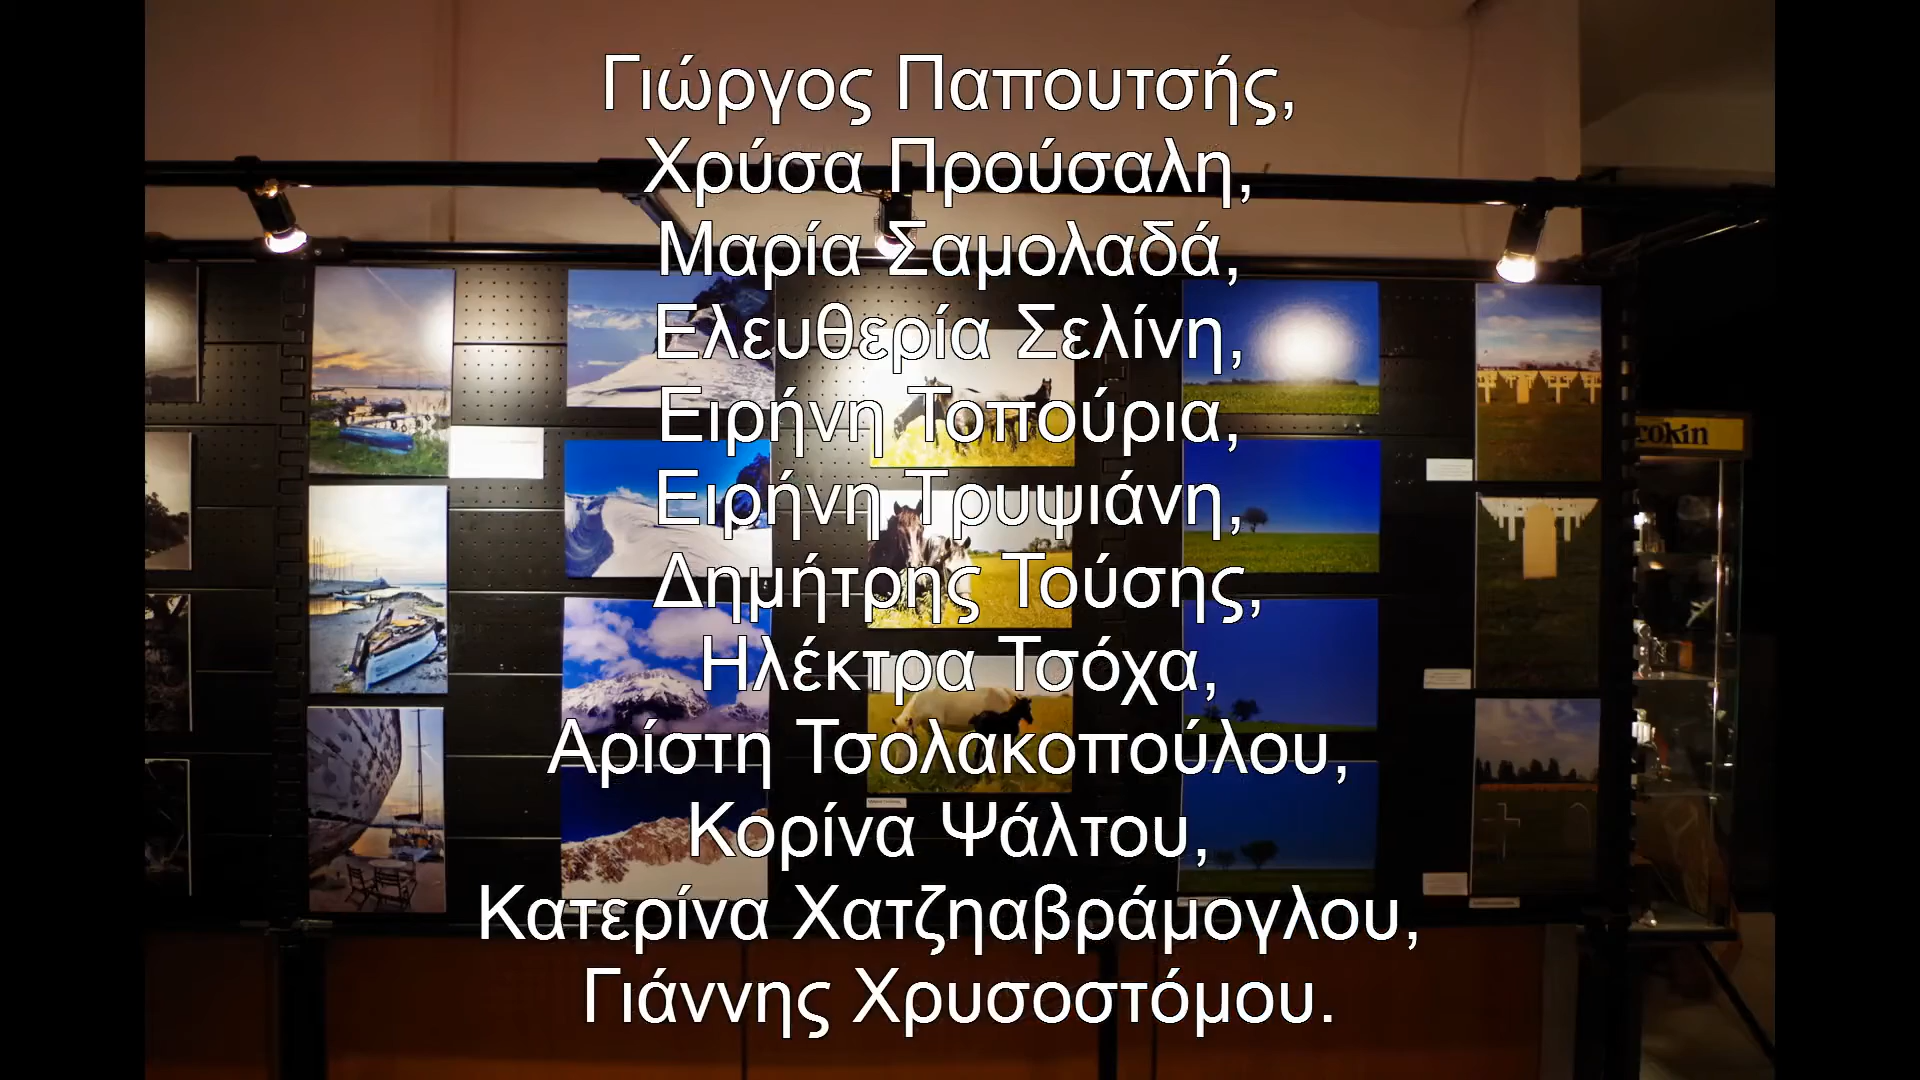 Γιώργος Παπουτσής,
Χρύσα Προύσαλη,
Μαρία Σαμολαδά,
Ελευθερία Σελίνη,
Ειρήνη Τοπούρια,
Ειρήνη Τρυψιάνη,
Δημήτρης Τούσης,
Ηλέκτρα Τσόχα,
Αρίστη Τσολακοπούλου,
Κορίνα Ψάλτου,
Κατερίνα Χατζηαβράμογλου,
Γιάννης Χρυσοστόμου.
cokin